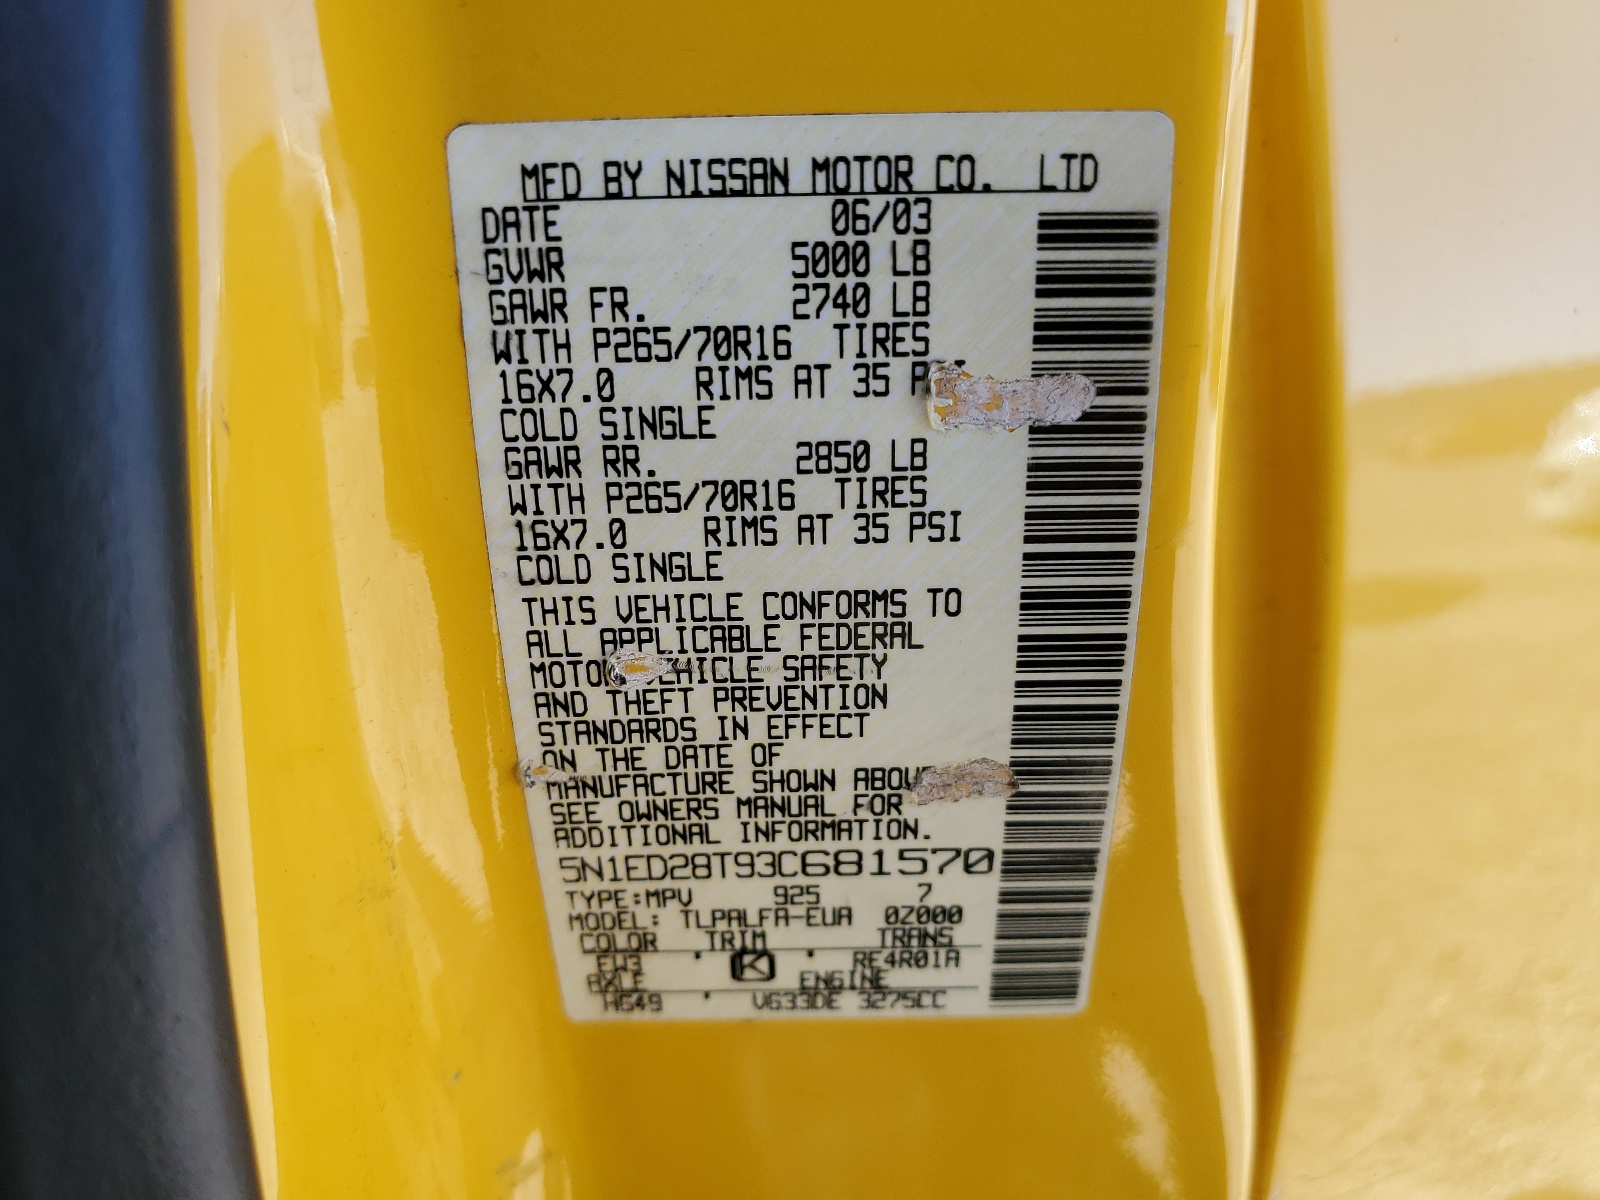 MFD BY NISSAN MOTOR CO. LTD
DATE 06/03
GVWR 5000 LB
GAWR FR. 2740 LB
WITH P265/70R16 TIRES
16X7.0 RIMS AT 35
COLD SINGLE
GAWR RR. 2850 LB
WITH P265/70R16 TIRES
16X7.0 RIMS AT 35 PSI
COLD SINGLE
THIS VEHICLE CONFORMS TO
ALL APPLICABLE FEDERAL
MOTOR VEHICLE SAFETY
AND THEFT PREVENTION
STANDARDS IN EFFECT
ON THE DATE OF
MANUFACTURE SHOWN ABOVE
SEE OWNERS MANUAL FOR
ADDITIONAL INFORMATION.
5N1ED28T93C681570
TYPE:MPV 925 7
MODEL: TLPALFA-EUA 0Z000
COLOR TRIM TRANS
EW3 K RE4R01A
AXLE ENGINE
HG49 VG33DE 3275CC